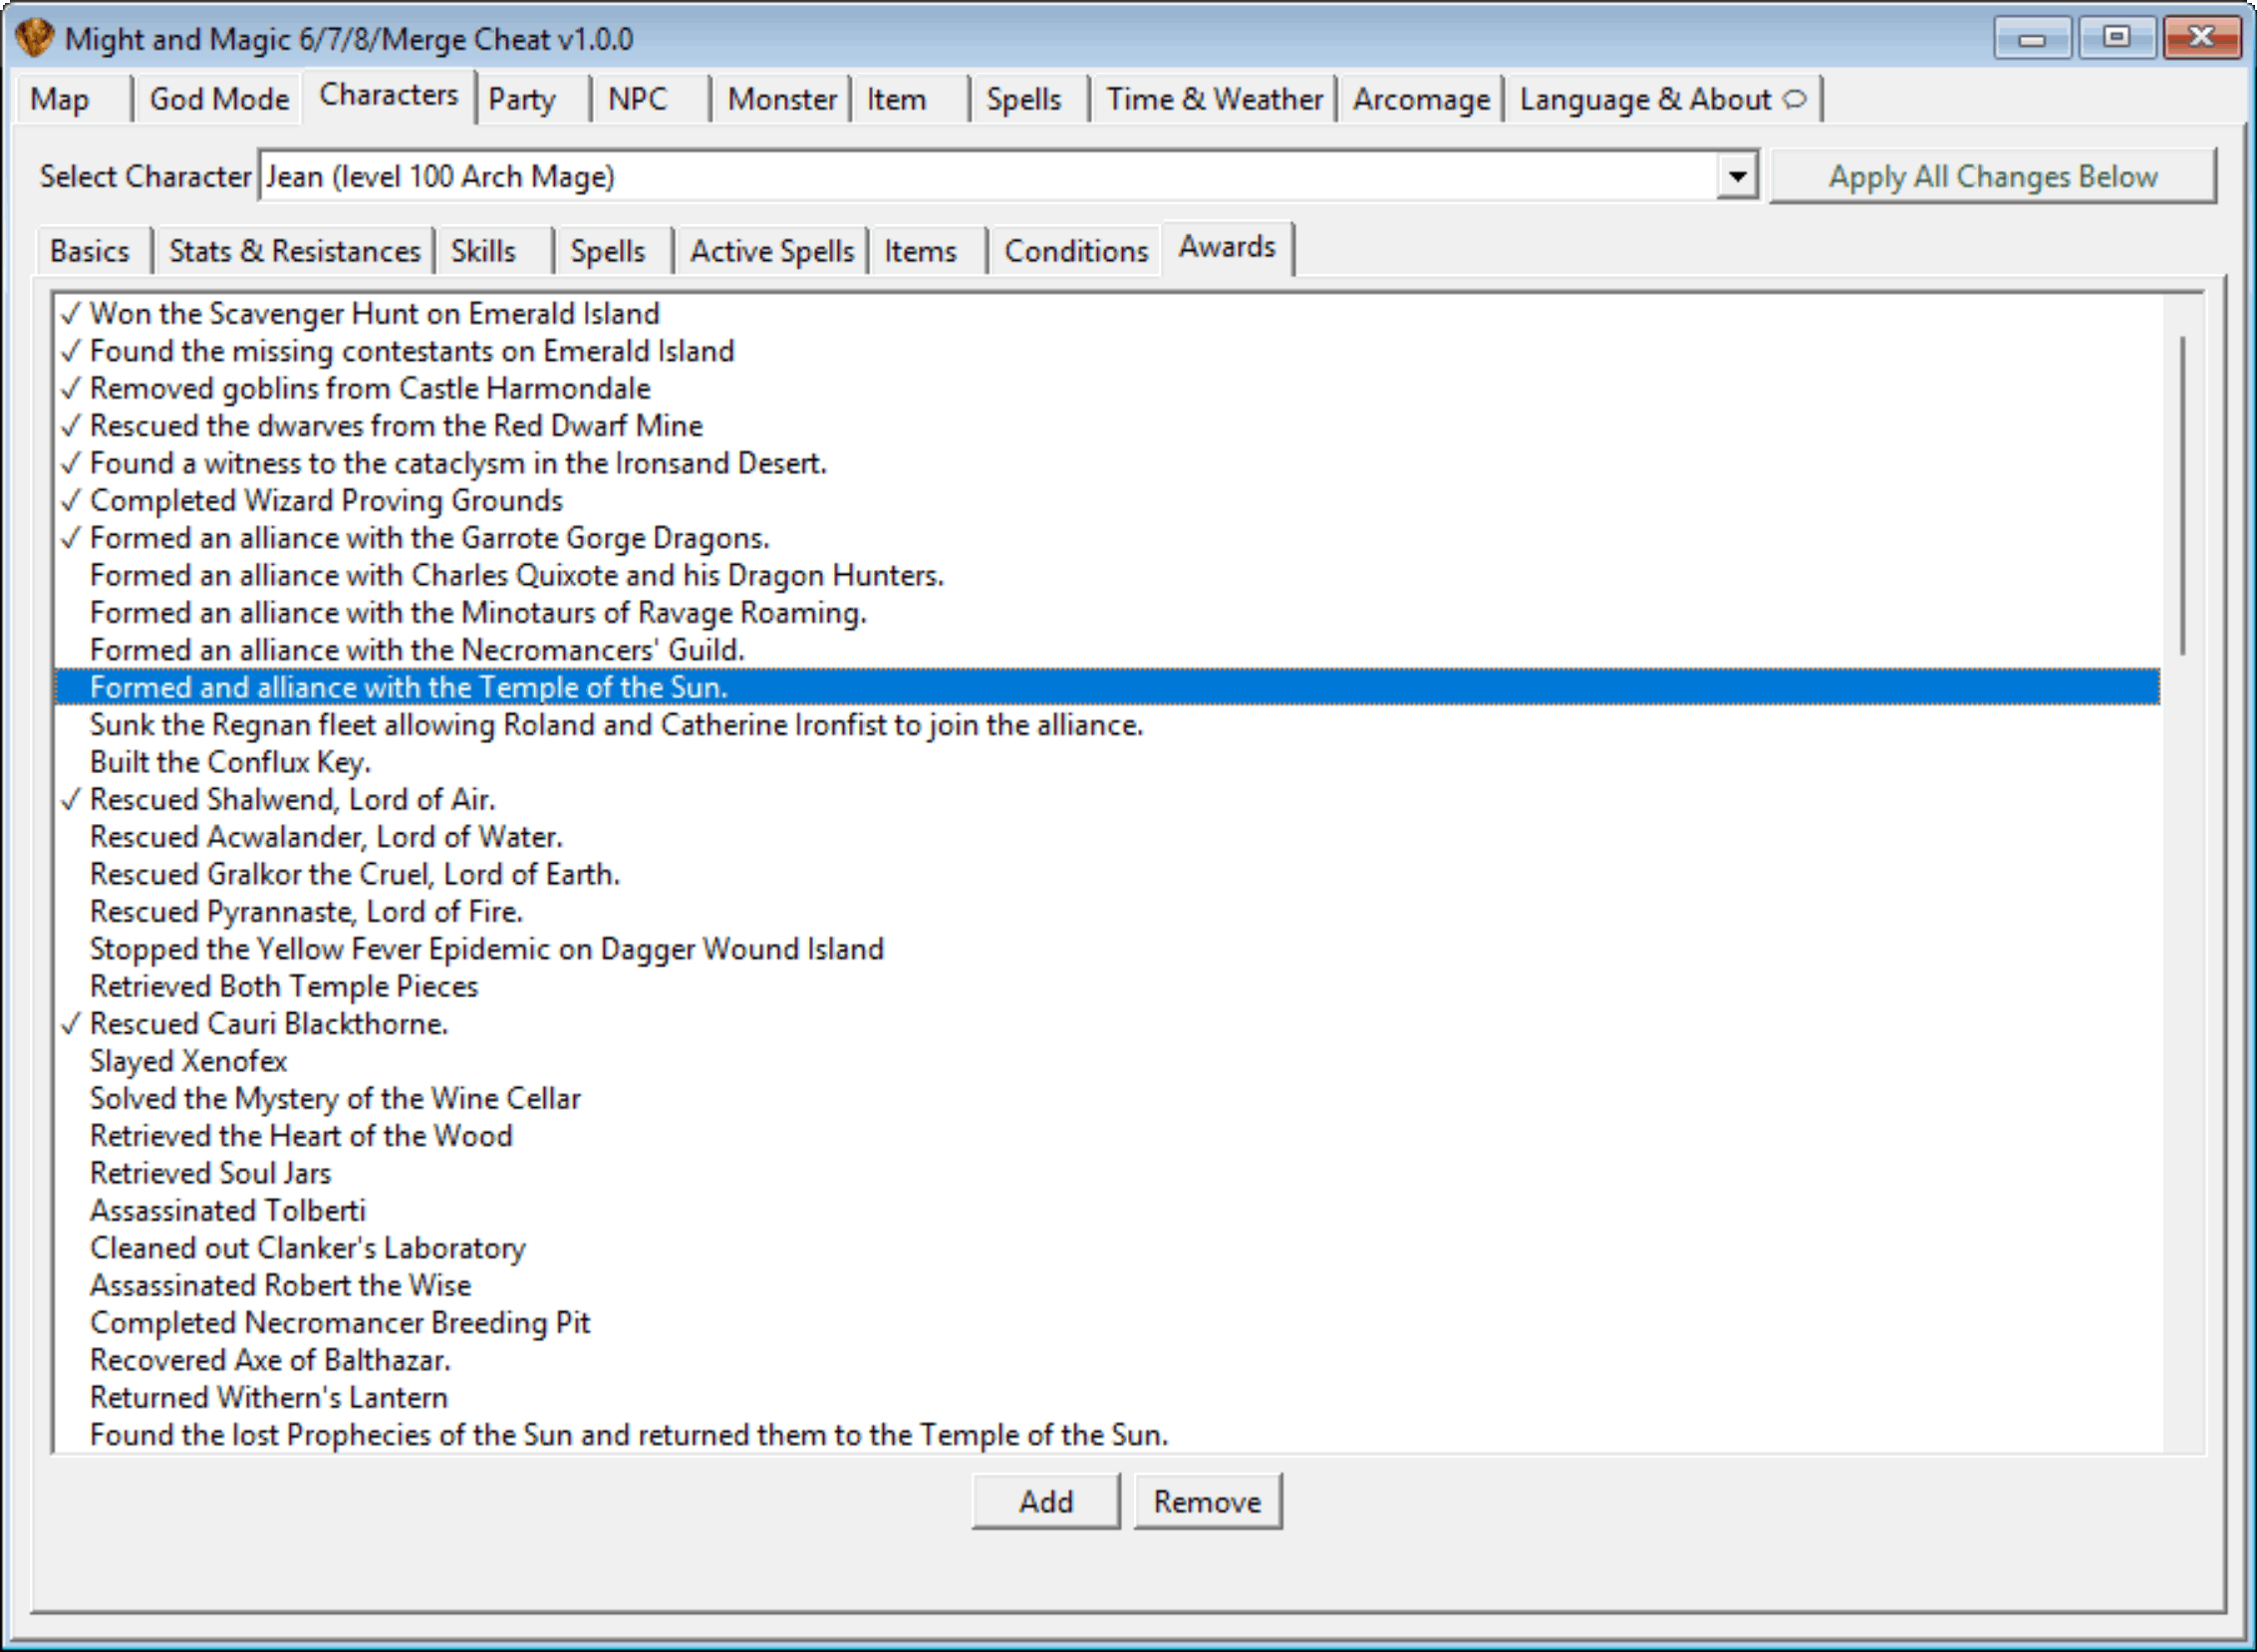 Might and Magic 6/7/8/Merge Cheat v1.0.0
Map God Mode Characters Party NPC Monster Item Spells Time & Weather Arcomage Language & About
Select Character Jean (level 100 Arch Mage) Apply All Changes Below
Basics Stats & Resistances Skills Spells Active Spells Items Conditions Awards
✓ Won the Scavenger Hunt on Emerald Island
✓ Found the missing contestants on Emerald Island
✓ Removed goblins from Castle Harmondale
✓ Rescued the dwarves from the Red Dwarf Mine
✓ Found a witness to the cataclysm in the Ironsand Desert.
✓ Completed Wizard Proving Grounds
✓ Formed an alliance with the Garrote Gorge Dragons.
Formed an alliance with Charles Quixote and his Dragon Hunters.
Formed an alliance with the Minotaurs of Ravage Roaming.
Formed an alliance with the Necromancers' Guild.
Formed and alliance with the Temple of the Sun.
Sunk the Regnan fleet allowing Roland and Catherine Ironfist to join the alliance.
Built the Conflux Key.
✓ Rescued Shalwend, Lord of Air.
Rescued Acwalander, Lord of Water.
Rescued Gralkor the Cruel, Lord of Earth.
Rescued Pyrannaste, Lord of Fire.
Stopped the Yellow Fever Epidemic on Dagger Wound Island
Retrieved Both Temple Pieces
✓ Rescued Cauri Blackthorne.
Slayed Xenofex
Solved the Mystery of the Wine Cellar
Retrieved the Heart of the Wood
Retrieved Soul Jars
Assassinated Tolberti
Cleaned out Clanker's Laboratory
Assassinated Robert the Wise
Completed Necromancer Breeding Pit
Recovered Axe of Balthazar.
Returned Withern's Lantern
Found the lost Prophecies of the Sun and returned them to the Temple of the Sun.
Add Remove